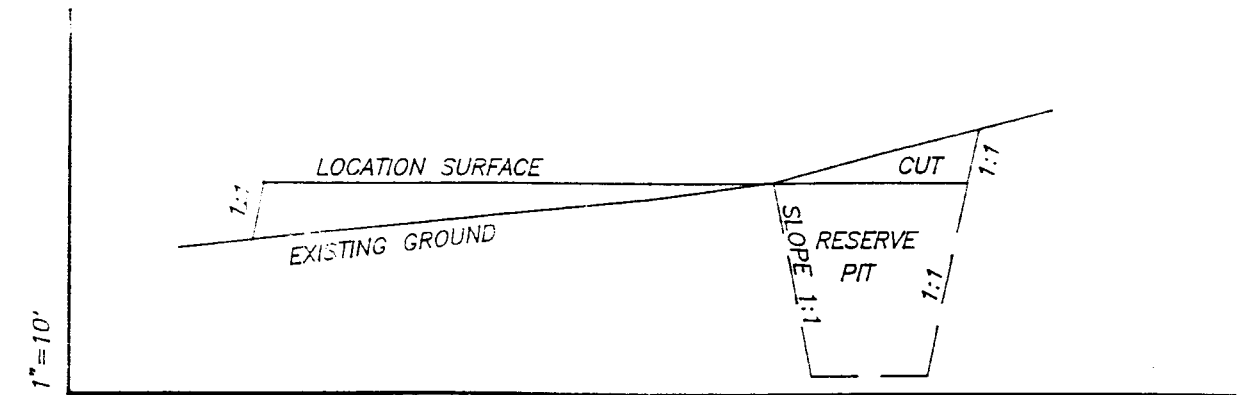 LOCATION SURFACE
CUT
1:1
1:1
EXISTING GROUND
SLOPE 1:1
RESERVE
PIT
1:1
1"=10'